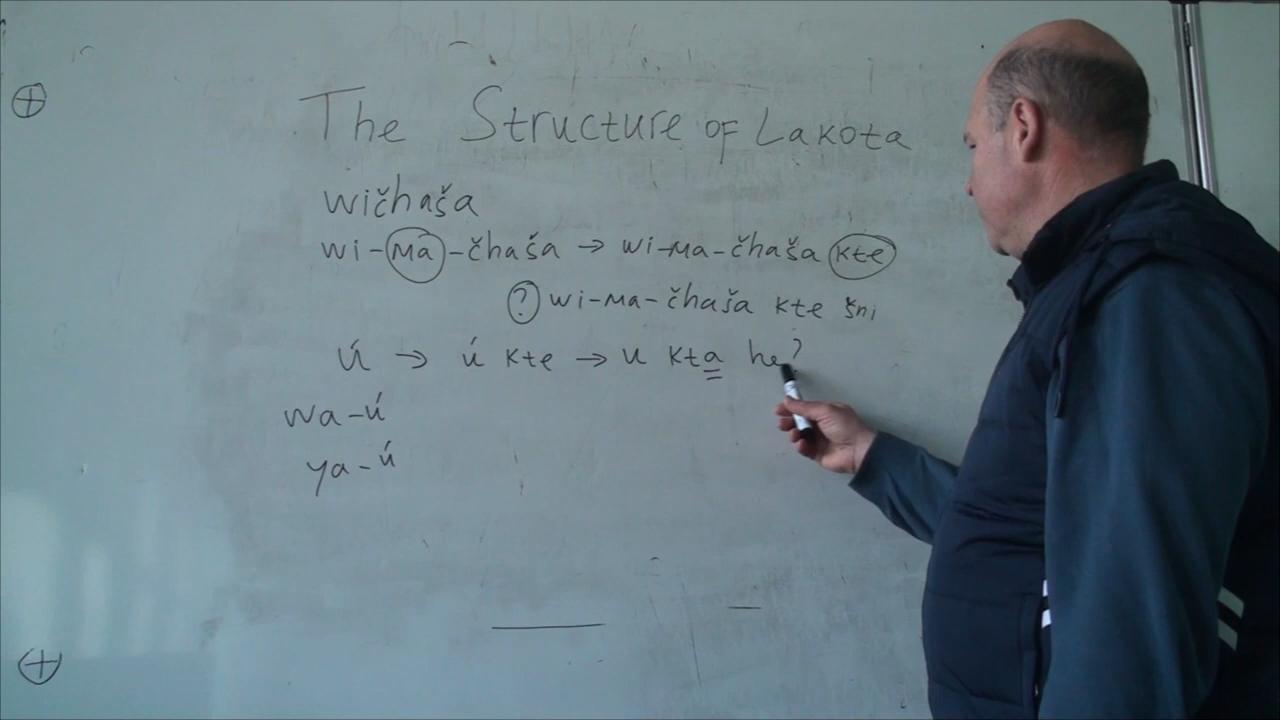 The Structure of Lakota
wičhaša
wi-ma-čhaša → wi-ma-čhaša kte
? wi-ma-čhaša kte šni
ú → ú kte → u kta he?
wa-ú
ya-ú